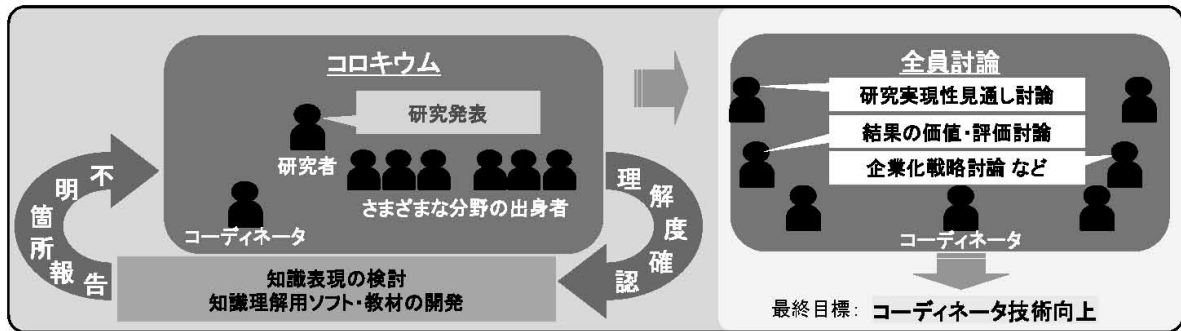 コロキウム
研究発表
研究者
さまざまな分野の出身者
コーディネータ
理解度確認
知識表現の検討
知識理解用ソフト・教材の開発
不明箇所報告
全員討論
研究実現性見通し討論
結果の価値・評価討論
企業化戦略討論 など
コーディネータ
最終目標： コーディネータ技術向上